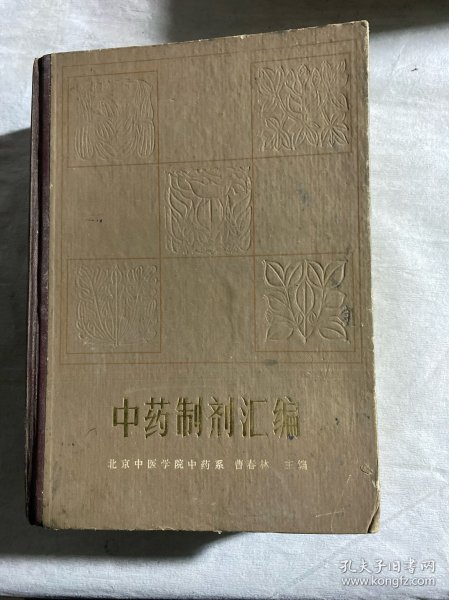 中药制剂汇编
北京中医学院中药系 曹春林 主编
孔夫子旧书网
www.kongfz.com